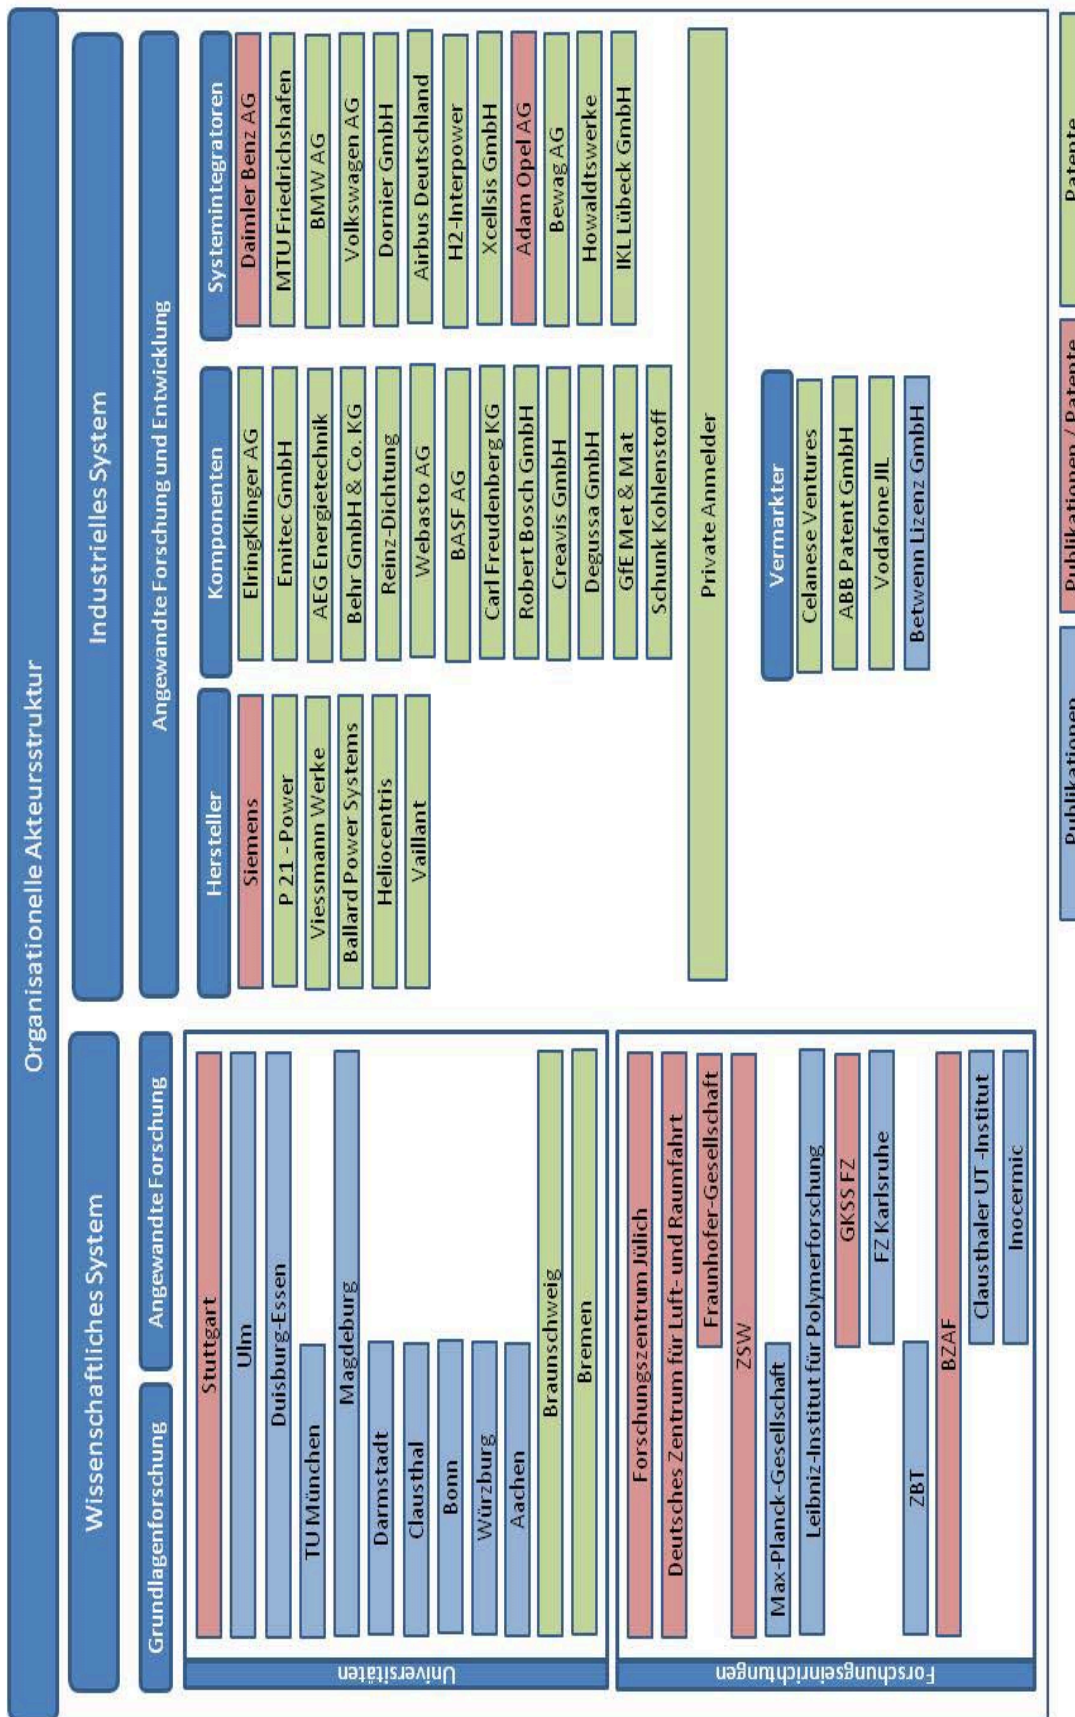 Organisationelle Akteursstruktur
Wissenschaftliches System
Industrielles System
Grundlagenforschung
Angewandte Forschung
Angewandte Forschung und Entwicklung
Universitäten
Stuttgart
Ulm
Duisburg-Essen
TU München
Magdeburg
Darmstadt
Clausthal
Bonn
Würzburg
Aachen
Braunschweig
Bremen
Forschungseinrichtungen
Forschungszentrum Jülich
Deutsches Zentrum für Luft- und Raumfahrt
Fraunhofer-Gesellschaft
ZSW
Max-Planck-Gesellschaft
Leibniz-Institut für Polymerforschung
GKSS FZ
FZ Karlsruhe
ZBT
BZAF
Clausthaler UT -Institut
Inocermic
Hersteller
Siemens
P 21 - Power
Viessmann Werke
Ballard Power Systems
Heliocentris
Vaillant
Komponenten
ElringKlinger AG
Emitec GmbH
AEG Energietechnik
Behr GmbH & Co. KG
Reinz-Dichtung
Webasto AG
BASF AG
Carl Freudenberg KG
Robert Bosch GmbH
Creavis GmbH
Degussa GmbH
GfE Met & Mat
Schunk Kohlenstoff
Systemintegratoren
Daimler Benz AG
MTU Friedrichshafen
BMW AG
Volkswagen AG
Dornier GmbH
Airbus Deutschland
H2-Interpower
Xcellsis GmbH
Adam Opel AG
Bewag AG
Howaldtswerke
IKL Lübeck GmbH
Private Anmelder
Vermarkter
Celanese Ventures
ABB Patent GmbH
Vodafone JIL
Betwenn Lizenz GmbH
Publikationen
Publikationen / Patente
Patente